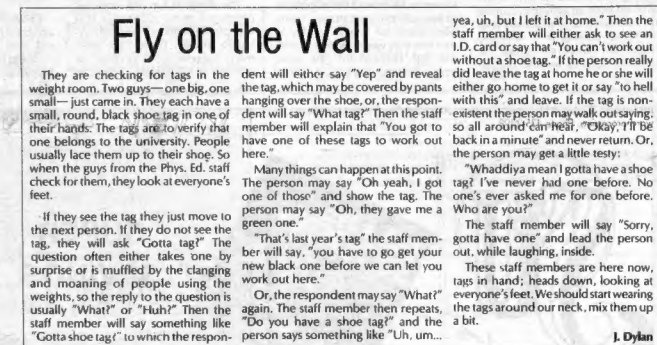 Fly on the Wall
They are checking for tags in the
weight room. Two guys—one big, one
small—just came in. They each have a
small, round, black shoe tag in one of
their hands. The tags are to verify that
one belongs to the university. People
usually lace them up to their shoe. So
when the guys from the Phys. Ed. staff
check for them, they look at everyone's
feet.
If they see the tag they just move to
the next person. If they do not see the
tag, they will ask "Gotta tag?" The
question often either takes one by
surprise or is muffled by the clanging
and moaning of people using the
weights, so the reply to the question is
usually "What?" or "Huh?" Then the
staff member will say something like
"Gotta shoe tag?" to which the respon-
dent will either say "Yep" and reveal
the tag, which may be covered by pants
hanging over the shoe, or, the respon-
dent will say "What tag?" Then the staff
member will explain that "You got to
have one of these tags to work out
here."
Many things can happen at this point.
The person may say "Oh yeah, I got
one of those" and show the tag. The
person may say "Oh, they gave me a
green one."
"That's last year's tag" the staff mem-
ber will say, "you have to go get your
new black one before we can let you
work out here."
Or, the respondent may say "What?"
again. The staff member then repeats,
"Do you have a shoe tag?" and the
person says something like "Uh, um...
yea, uh, but I left it at home." Then the
staff member will either ask to see an
I.D. card or say that "You can't work out
without a shoe tag." If the person really
did leave the tag at home he or she will
either go home to get it or say "to hell
with this" and leave. If the tag is non-
existent the person may walk out saying,
so all around can hear, "Okay, I'll be
back in a minute" and never return. Or,
the person may get a little testy:
"Whaddiya mean I gotta have a shoe
tag? I've never had one before. No
one's ever asked me for one before.
Who are you?"
The staff member will say "Sorry,
gotta have one" and lead the person
out, while laughing, inside.
These staff members are here now,
tags in hand; heads down, looking at
everyone's feet. We should start wearing
the tags around our neck, mix them up
a bit.
J. Dylan